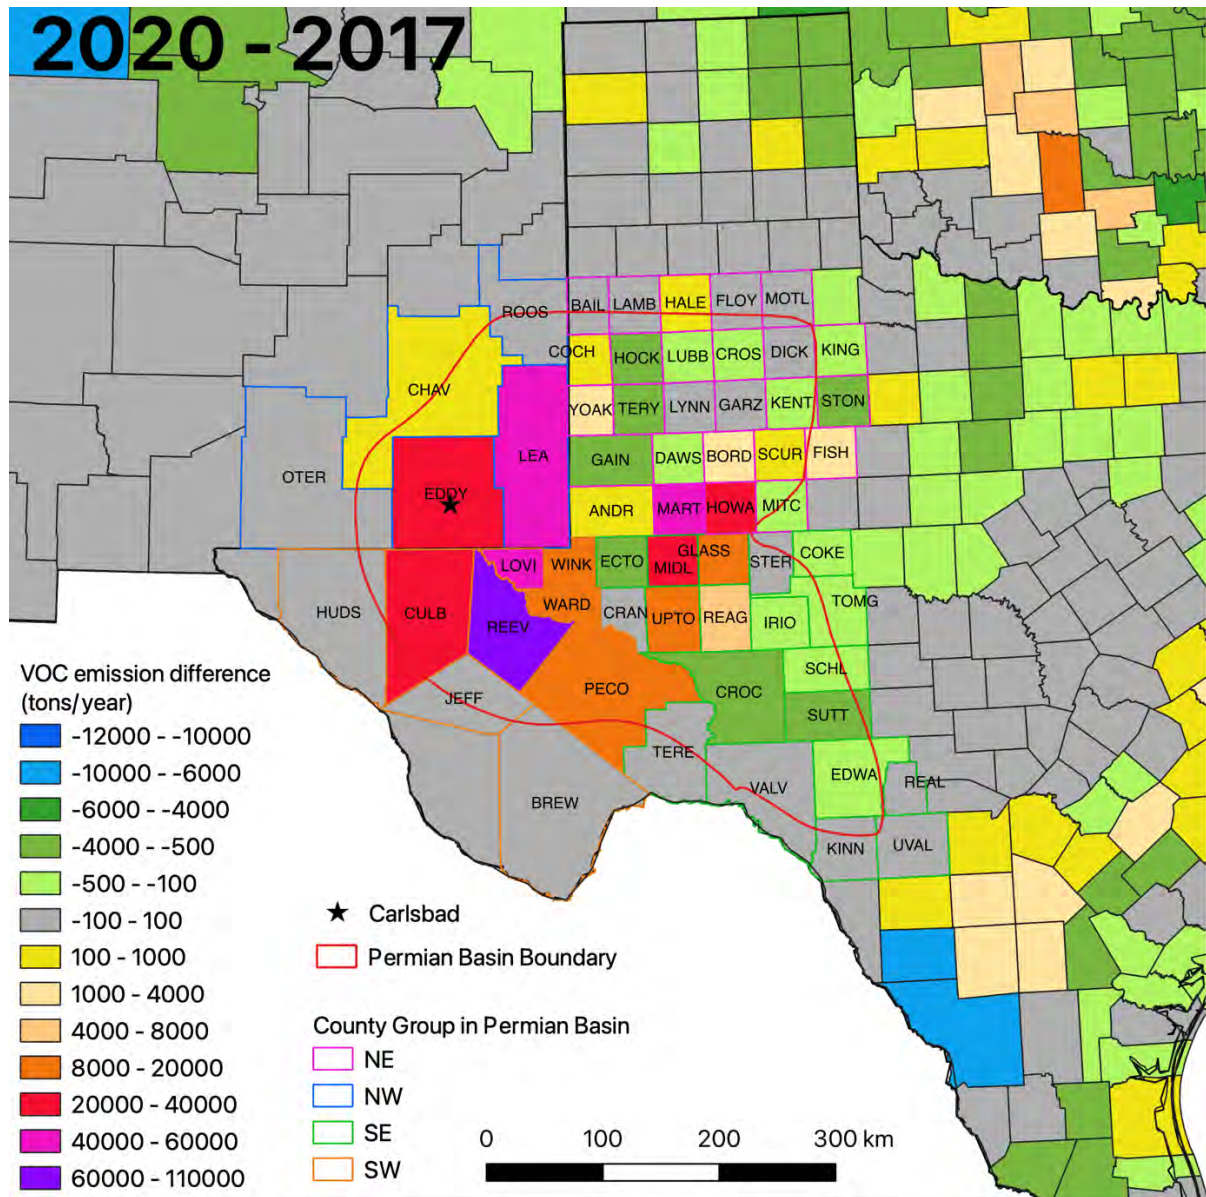 2020 - 2017
ROOS BAIL LAMB HALE FLOY MOTL
COCH HOCK LUBB CROS DICK KING
CHAV YOAK TERY LYNN GARZ KENT STON
OTER LEA GAIN DAWS BORD SCUR FISH
EDDY ANDR MART HOWA MITC
LOVI WINK ECTO MIDL GLASS STER COKE
HUDS CULB REEV WARD CRAN UPTO REAG IRIO TOMG
JEFF PECO CROC SCHL
SUTT
BREW TERE VALV EDWA REAL
KINN UVAL
VOC emission difference
(tons/year)
-12000 - -10000
-10000 - -6000
-6000 - -4000
-4000 - -500
-500 - -100
-100 - 100
100 - 1000
1000 - 4000
4000 - 8000
8000 - 20000
20000 - 40000
40000 - 60000
60000 - 110000
Carlsbad
Permian Basin Boundary
County Group in Permian Basin
NE
NW
SE
SW
0 100 200 300 km